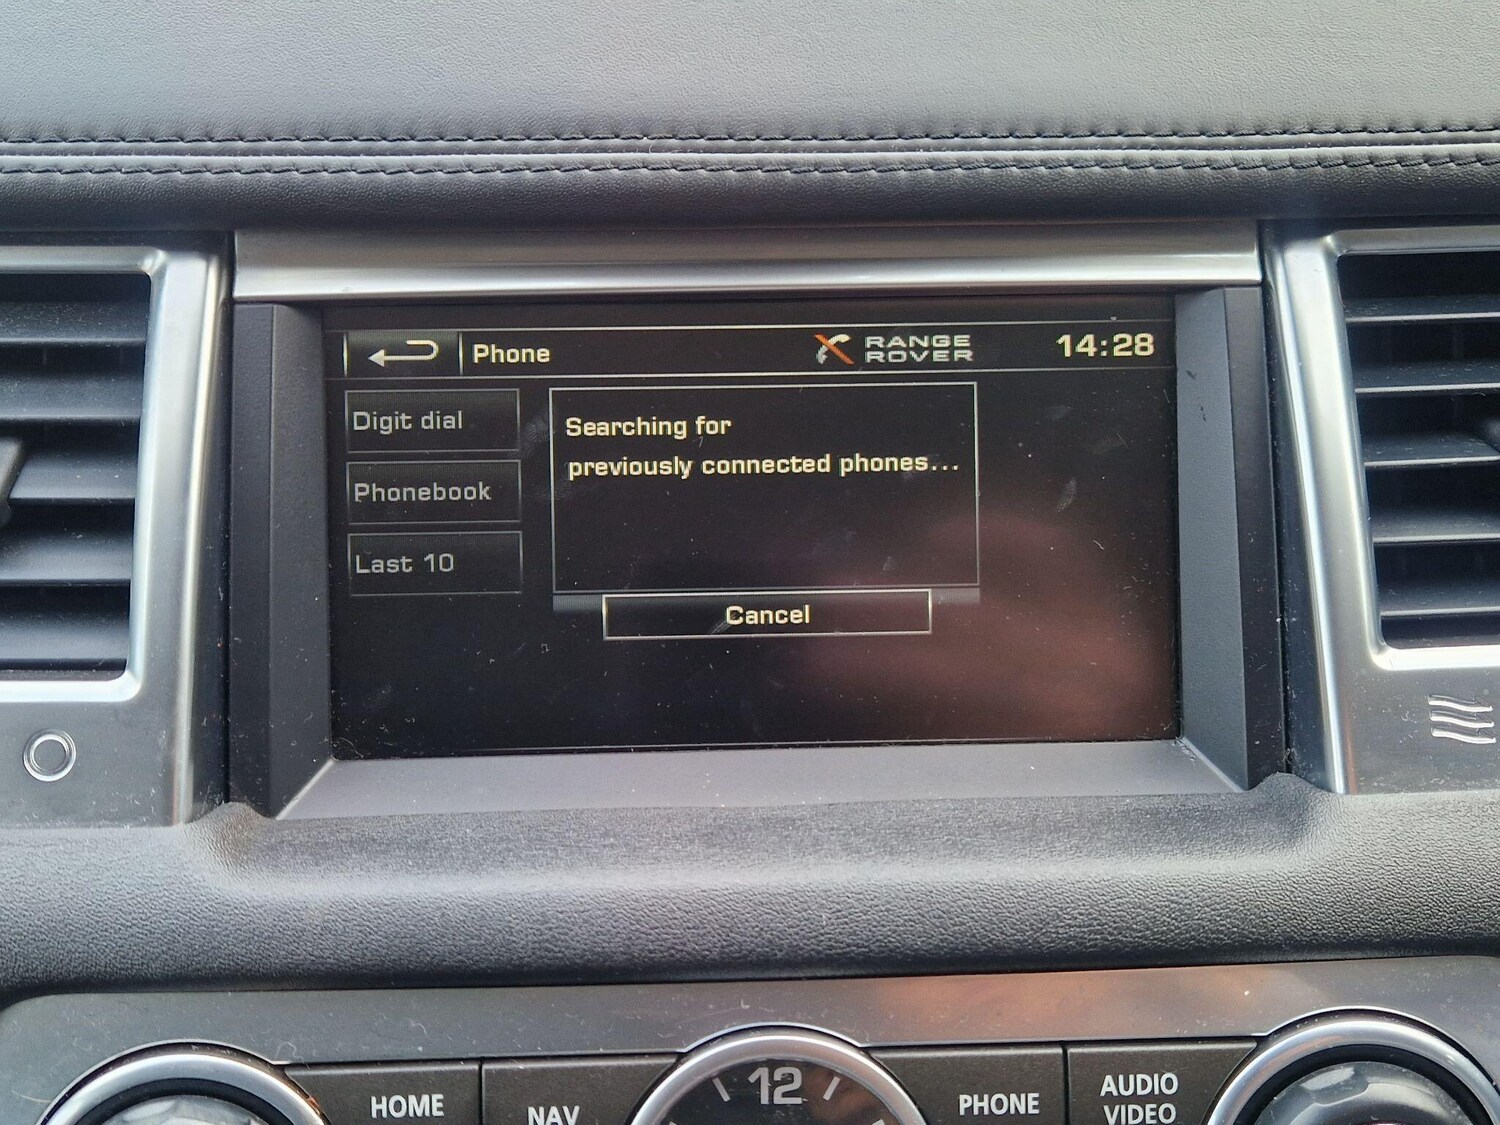 Phone
RANGE
ROVER
14:28
Digit dial
Phonebook
Last 10
Searching for
previously connected phones...
Cancel
HOME
NAV
12
PHONE
AUDIO
VIDEO